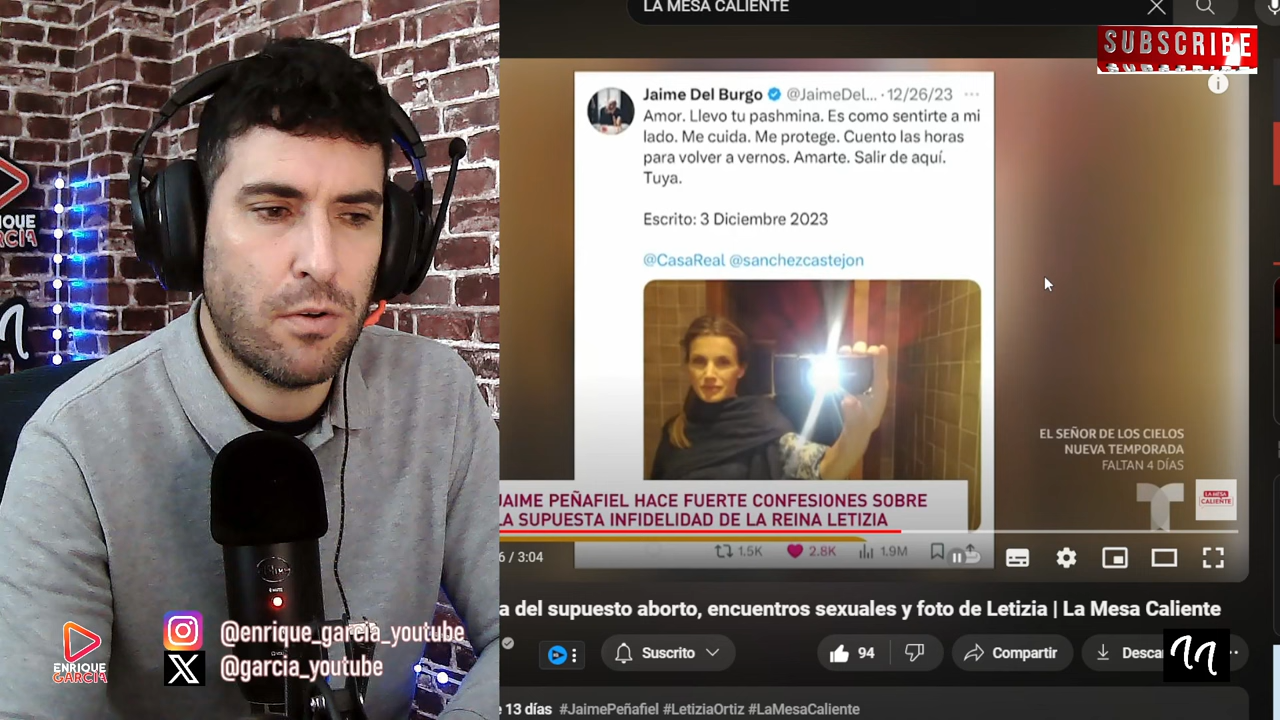 LA MESA CALIENTE
SUBSCRIBE
Jaime Del Burgo @JaimeDel... · 12/26/23
Amor. Llevo tu pashmina. Es como sentirte a mi
lado. Me cuida. Me protege. Cuento las horas
para volver a vernos. Amarte. Salir de aquí.
Tuya.
Escrito: 3 Diciembre 2023
@CasaReal @sanchezcastejon
EL SEÑOR DE LOS CIELOS
NUEVA TEMPORADA
FALTAN 4 DÍAS
LA MESA
CALIENTE
JAIME PEÑAFIEL HACE FUERTE CONFESIONES SOBRE
LA SUPUESTA INFIDELIDAD DE LA REINA LETIZIA
1.5K 2.8K 1.9M
6 / 3:04
a del supuesto aborto, encuentros sexuales y foto de Letizia | La Mesa Caliente
Suscrito 94 Compartir Descar
e 13 días #JaimePeñafiel #LetiziaOrtiz #LaMesaCaliente
@enrique_garcia_youtube
@garcia_youtube
ENRIQUE
GARCIA